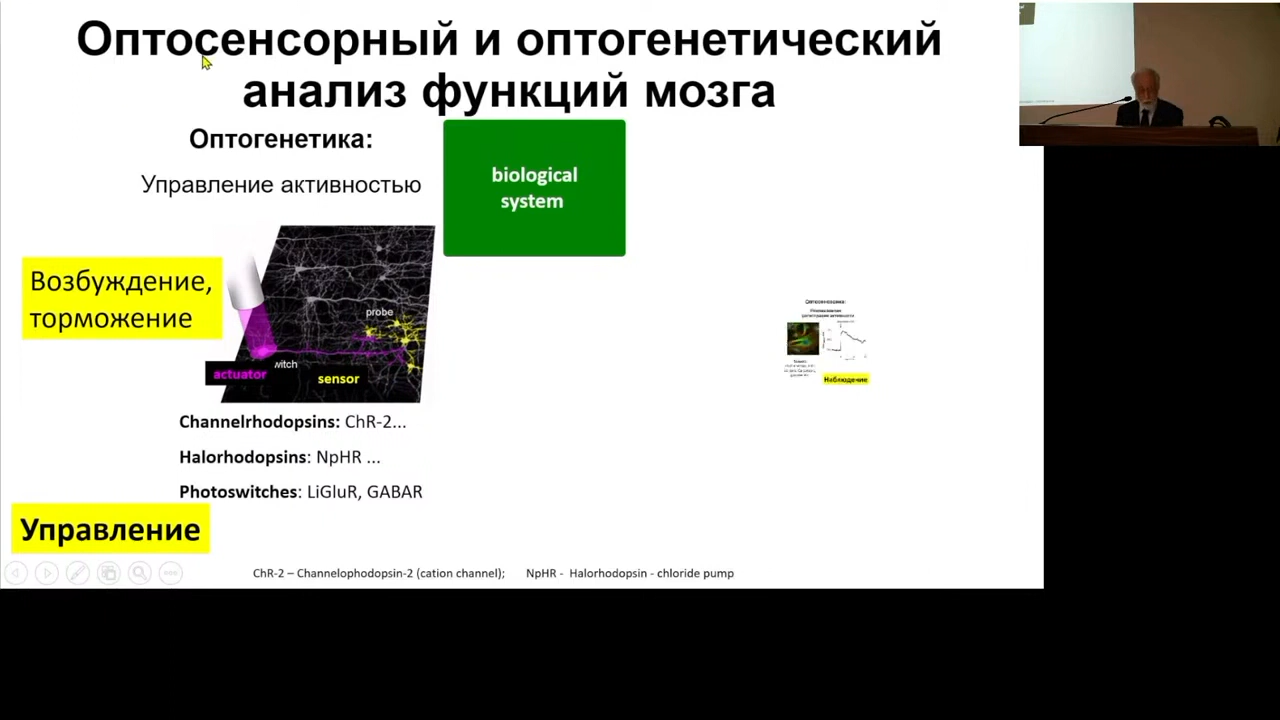 Оптосенсорный и оптогенетический
анализ функций мозга
Оптогенетика:
Управление активностью
biological
system
Возбуждение,
торможение
probe
witch
actuator
sensor
Channelrhodopsins: ChR-2...
Halorhodopsins: NpHR ...
Photoswitches: LiGluR, GABAR
Управление
Наблюдение
ChR-2 – Channelophodopsin-2 (cation channel); NpHR - Halorhodopsin - chloride pump